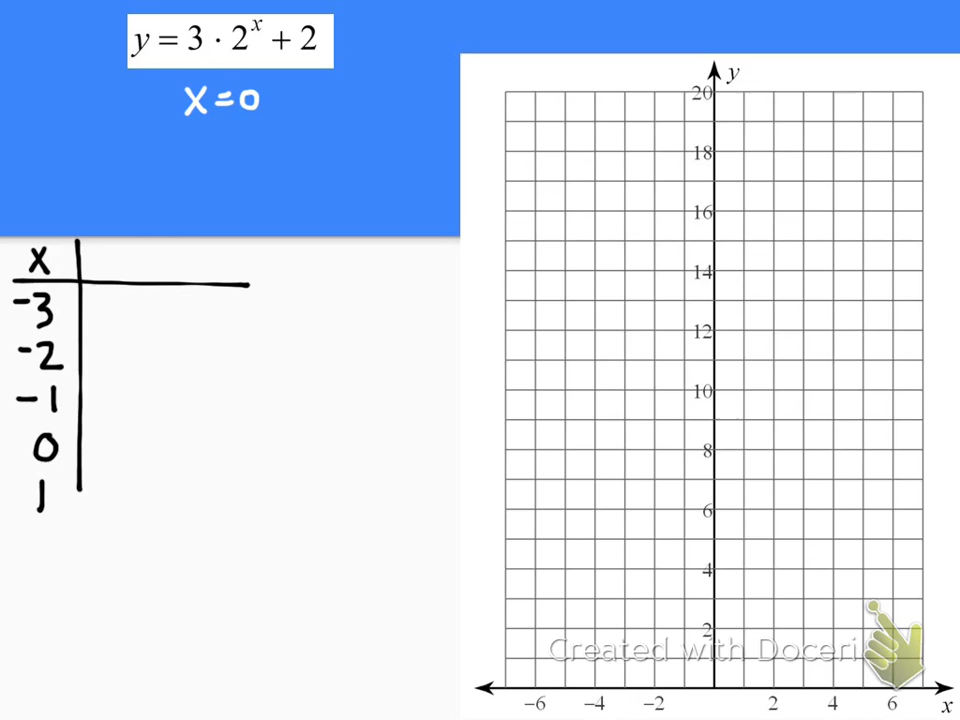 y = 3 · 2ˣ + 2
x = 0
x
-3
-2
-1
0
1
y
20
18
16
14
12
10
8
6
4
2
Created with Doceri
−6 −4 −2 2 4 6 x